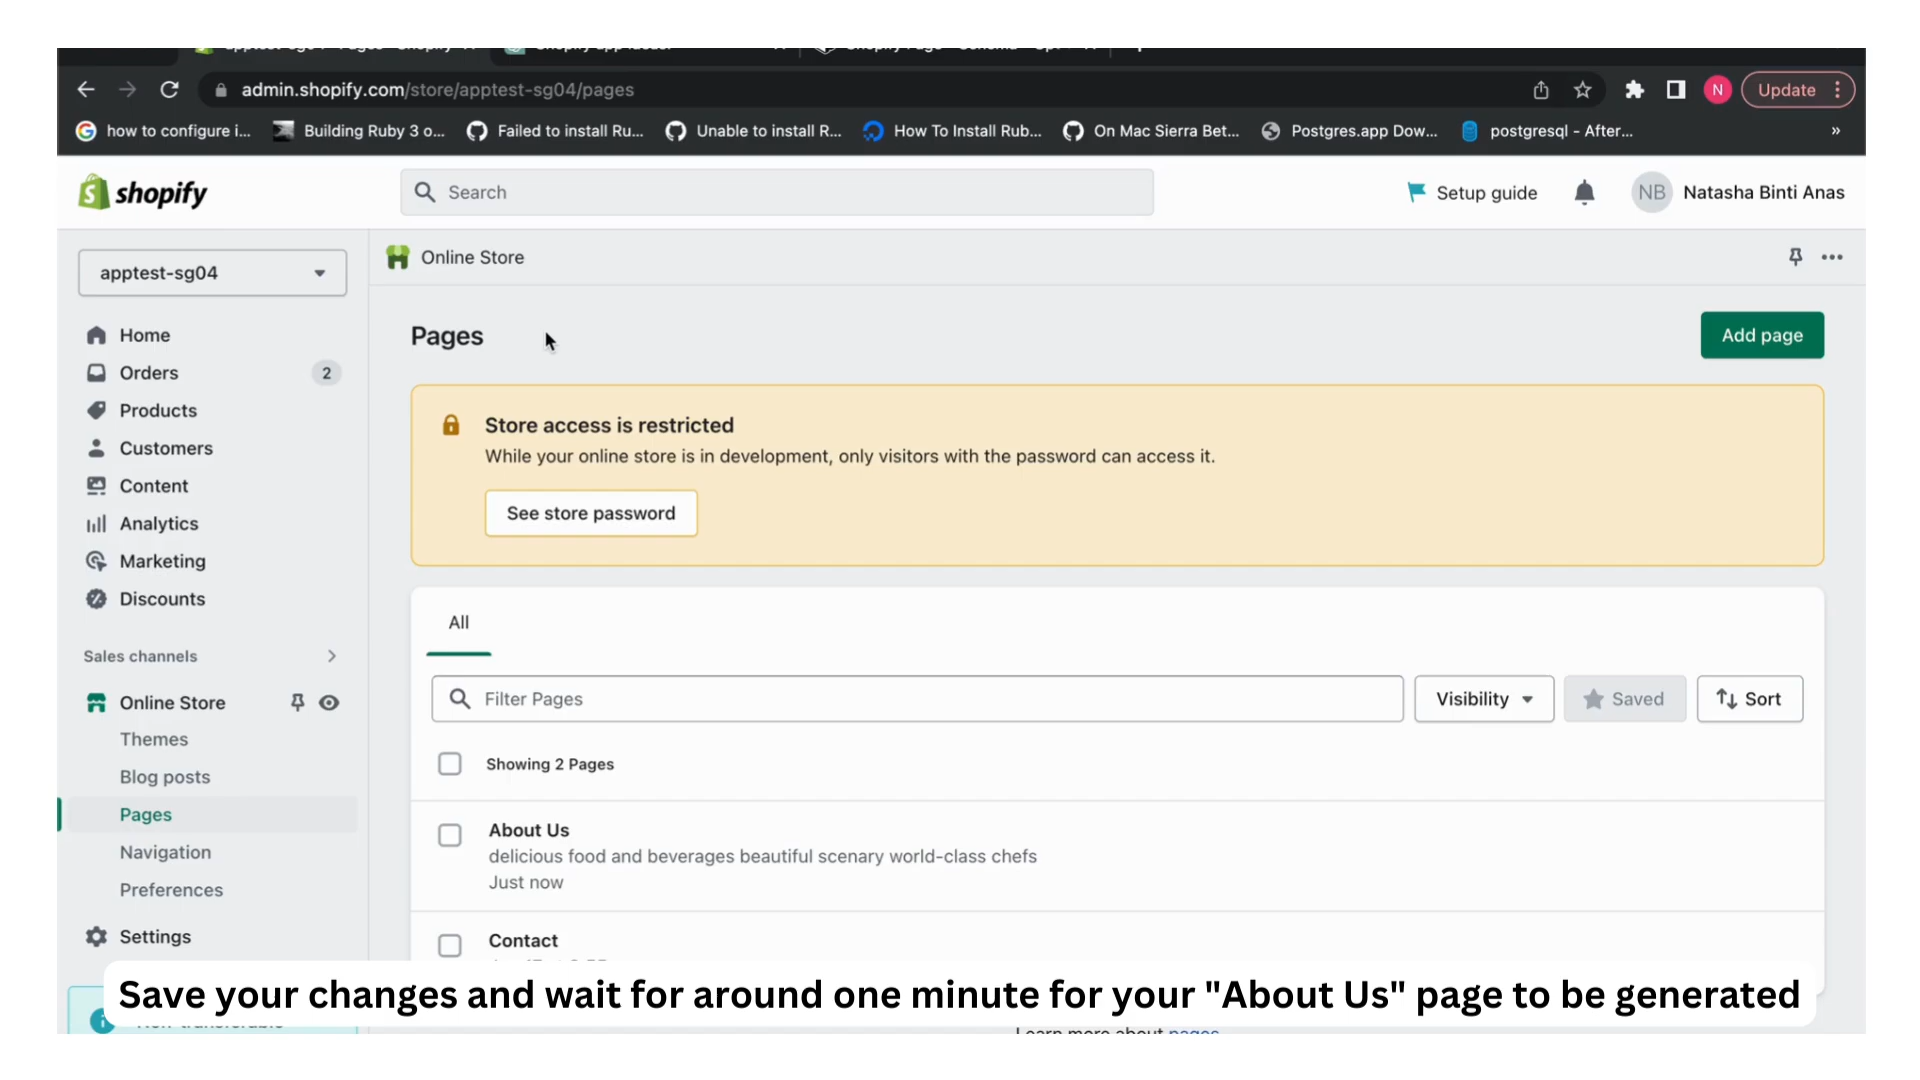 admin.shopify.com/store/apptest-sg04/pages
Update
how to configure i...
Building Ruby 3 o...
Failed to install Ru...
Unable to install R...
How To Install Rub...
On Mac Sierra Bet...
Postgres.app Dow...
postgresql - After...
»
shopify
Search
Setup guide
NB
Natasha Binti Anas
apptest-sg04
Online Store
Home
Orders
2
Products
Customers
Content
Analytics
Marketing
Discounts
Sales channels
Online Store
Themes
Blog posts
Pages
Navigation
Preferences
Settings
Pages
Add page
Store access is restricted
While your online store is in development, only visitors with the password can access it.
See store password
All
Filter Pages
Visibility
Saved
Sort
Showing 2 Pages
About Us
delicious food and beverages beautiful scenary world-class chefs
Just now
Contact
Save your changes and wait for around one minute for your "About Us" page to be generated
Learn more about pages
N